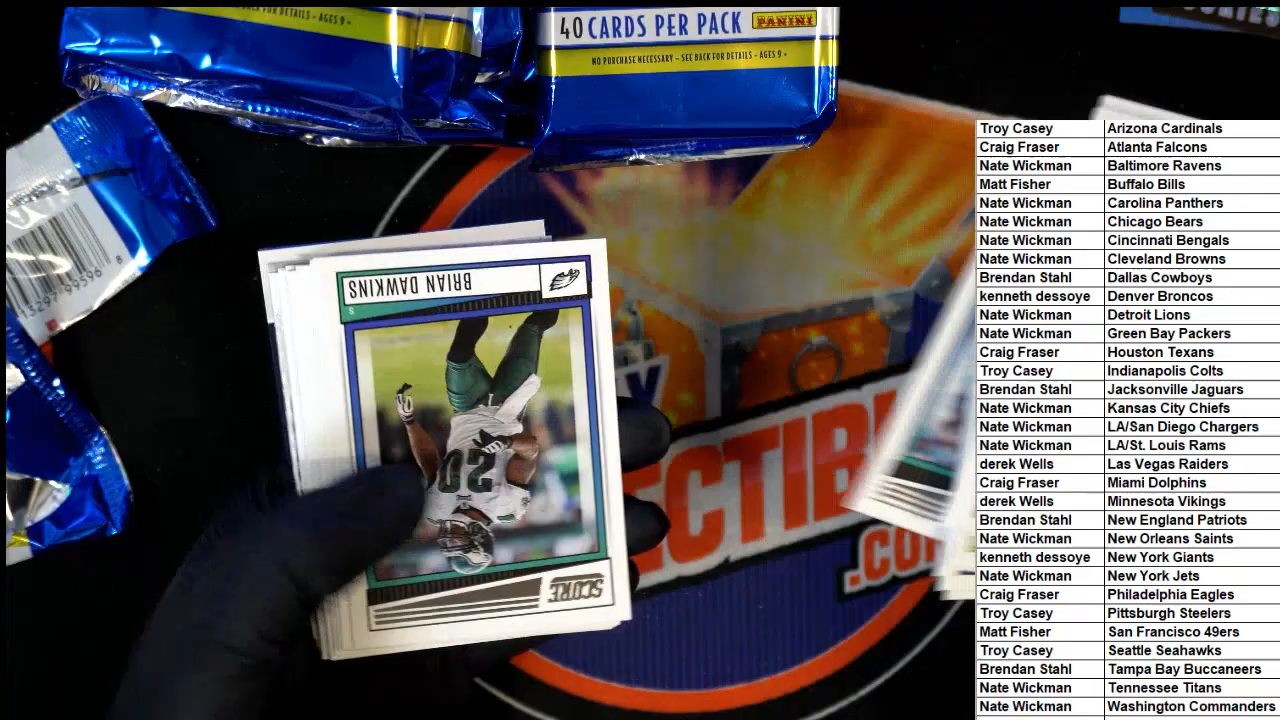 FOR DETAILS - AGES 9+
40 CARDS PER PACK PANINI
NO PURCHASE NECESSARY - SEE BACK FOR DETAILS - AGES 9+
99596 8
BRIAN DAWKINS
S
20
SCORE
ECTIB
.CO
Troy Casey Arizona Cardinals
Craig Fraser Atlanta Falcons
Nate Wickman Baltimore Ravens
Matt Fisher Buffalo Bills
Nate Wickman Carolina Panthers
Nate Wickman Chicago Bears
Nate Wickman Cincinnati Bengals
Nate Wickman Cleveland Browns
Brendan Stahl Dallas Cowboys
kenneth dessoye Denver Broncos
Nate Wickman Detroit Lions
Nate Wickman Green Bay Packers
Craig Fraser Houston Texans
Troy Casey Indianapolis Colts
Brendan Stahl Jacksonville Jaguars
Nate Wickman Kansas City Chiefs
Nate Wickman LA/San Diego Chargers
Nate Wickman LA/St. Louis Rams
derek Wells Las Vegas Raiders
Craig Fraser Miami Dolphins
derek Wells Minnesota Vikings
Brendan Stahl New England Patriots
Nate Wickman New Orleans Saints
kenneth dessoye New York Giants
Nate Wickman New York Jets
Craig Fraser Philadelphia Eagles
Troy Casey Pittsburgh Steelers
Matt Fisher San Francisco 49ers
Troy Casey Seattle Seahawks
Brendan Stahl Tampa Bay Buccaneers
Nate Wickman Tennessee Titans
Nate Wickman Washington Commanders